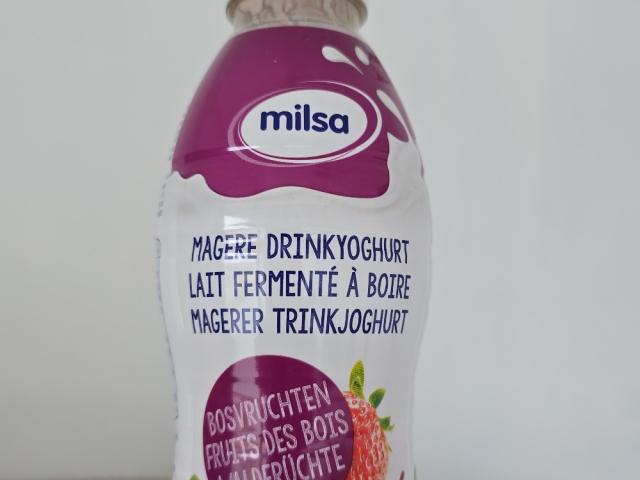 milsa
MAGERE DRINKYOGHURT
LAIT FERMENTÉ À BOIRE
MAGERER TRINKJOGHURT
BOSVRUCHTEN
FRUITS DES BOIS
WALDFRÜCHTE